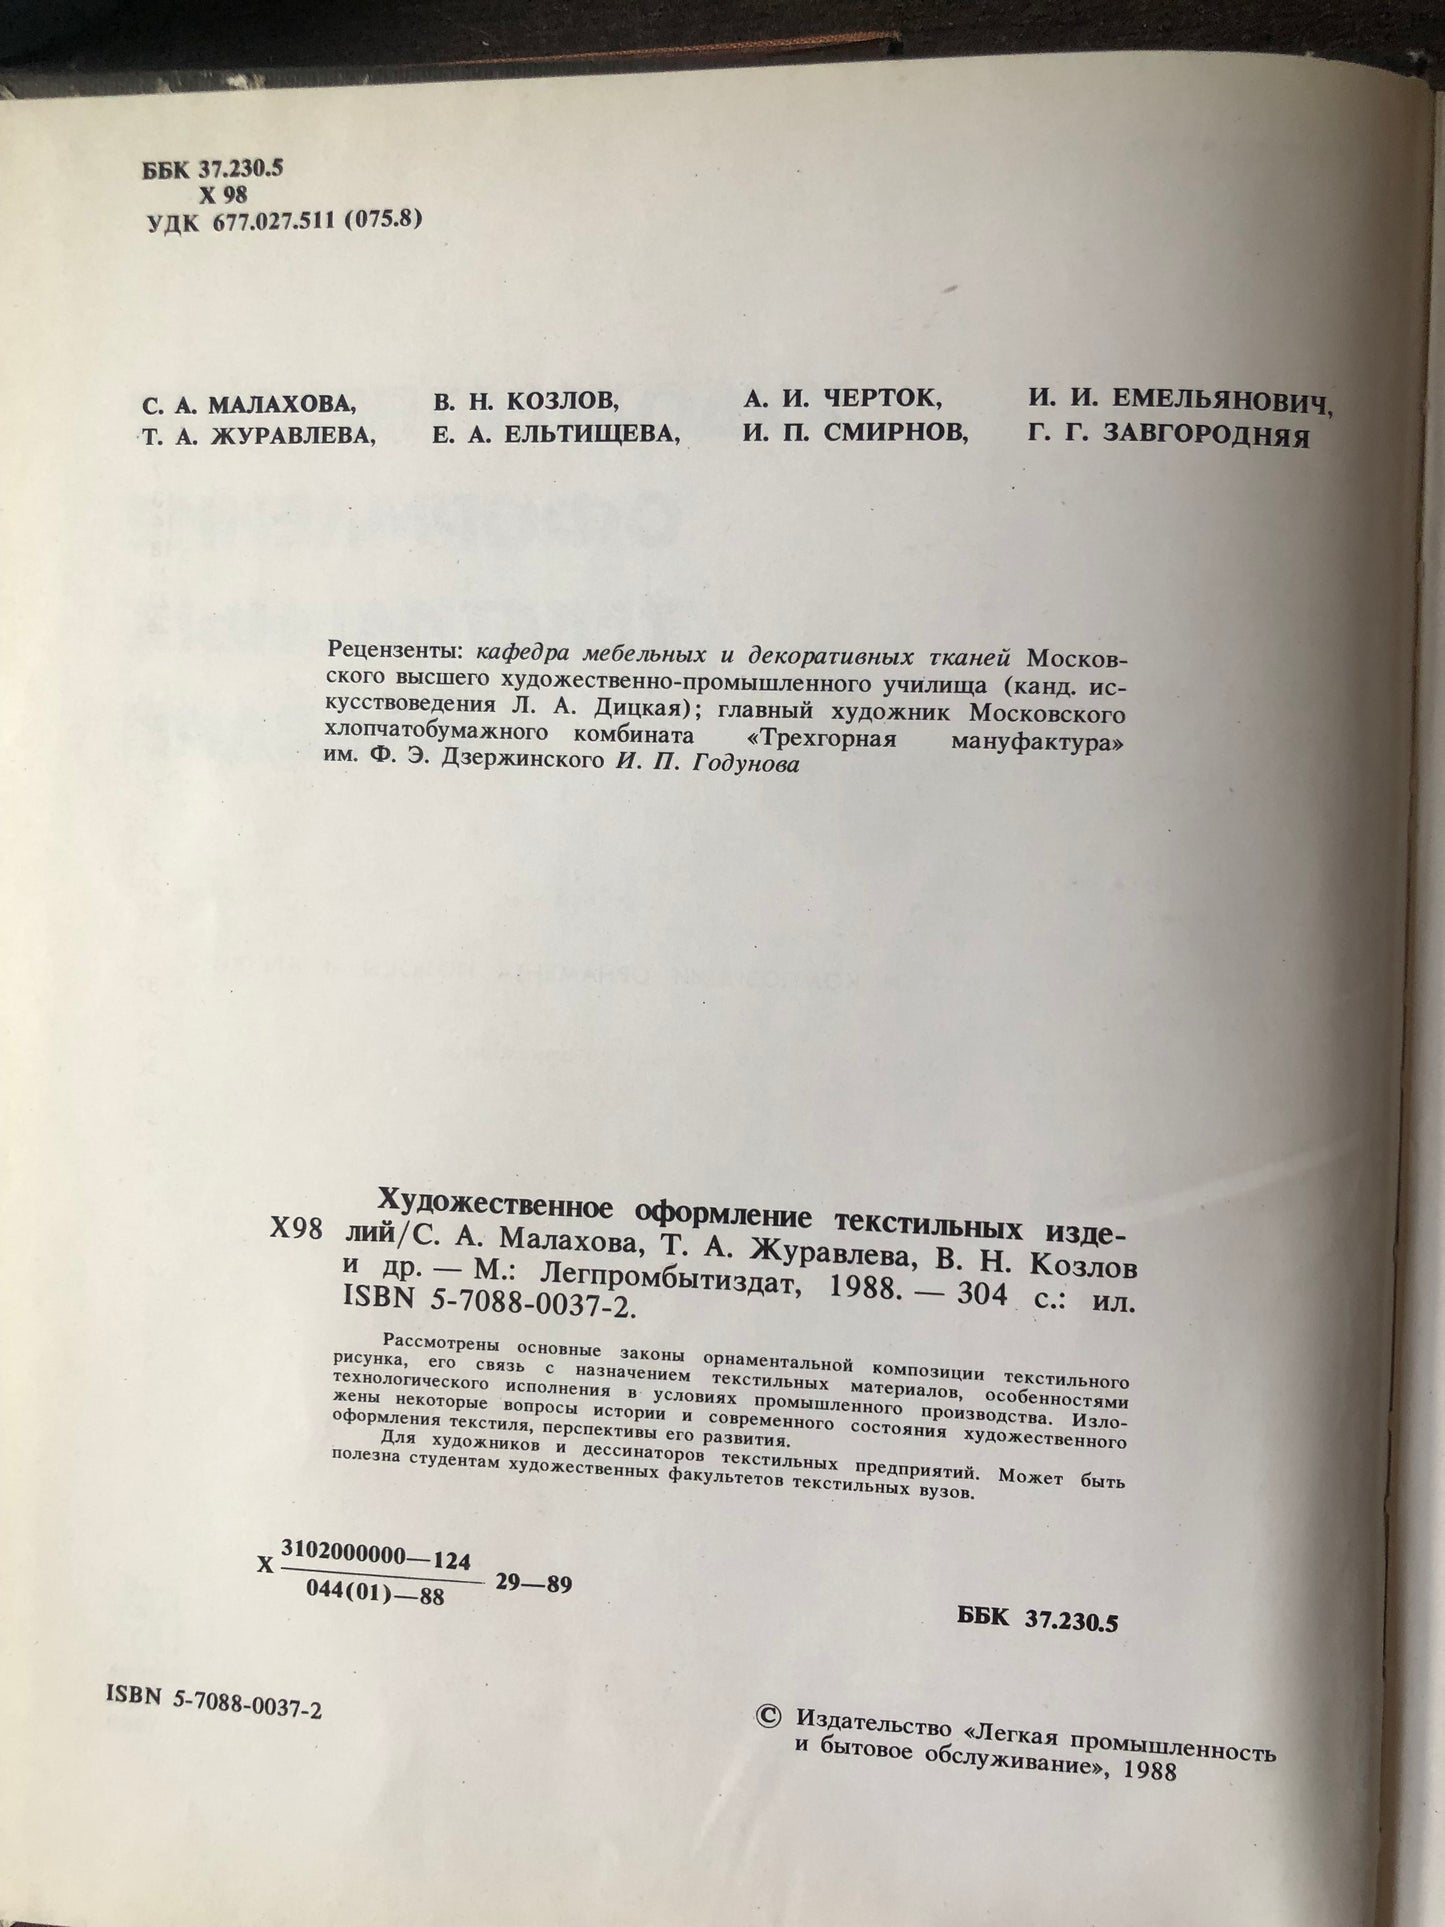 ББК 37.230.5
Х 98
УДК 677.027.511 (075.8)
С. А. МАЛАХОВА, В. Н. КОЗЛОВ, А. И. ЧЕРТОК, И. И. ЕМЕЛЬЯНОВИЧ,
Т. А. ЖУРАВЛЕВА, Е. А. ЕЛЬТИЩЕВА, И. П. СМИРНОВ, Г. Г. ЗАВГОРОДНЯЯ
Рецензенты: кафедра мебельных и декоративных тканей Москов-
ского высшего художественно-промышленного училища (канд. ис-
кусствоведения Л. А. Дицкая); главный художник Московского
хлопчатобумажного комбината «Трехгорная мануфактура»
им. Ф. Э. Дзержинского И. П. Годунова
Художественное оформление текстильных изде-
Х98 лий/С. А. Малахова, Т. А. Журавлева, В. Н. Козлов
и др. — М.: Легпромбытиздат, 1988. — 304 с.: ил.
ISBN 5-7088-0037-2.
Рассмотрены основные законы орнаментальной композиции текстильного
рисунка, его связь с назначением текстильных материалов, особенностями
технологического исполнения в условиях промышленного производства. Изло-
жены некоторые вопросы истории и современного состояния художественного
оформления текстиля, перспективы его развития.
Для художников и дессинаторов текстильных предприятий. Может быть
полезна студентам художественных факультетов текстильных вузов.
Х 3102000000—124
044(01)—88 29—89
ББК 37.230.5
ISBN 5-7088-0037-2
© Издательство «Легкая промышленность
и бытовое обслуживание», 1988